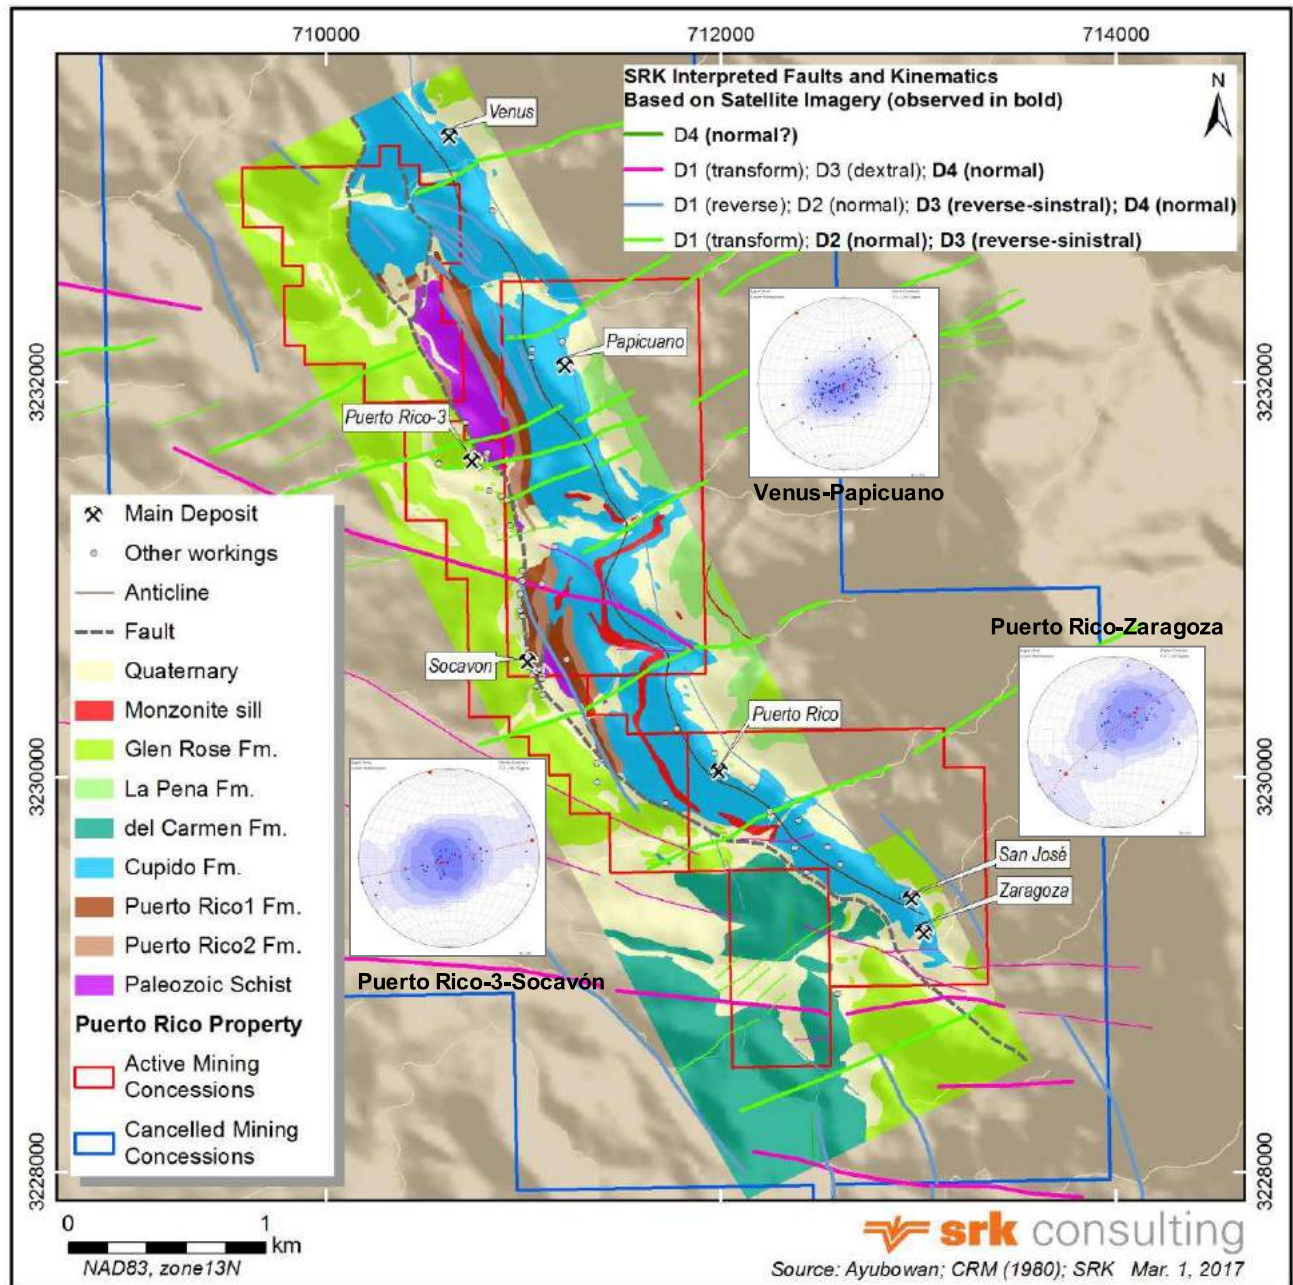 710000
712000
714000
SRK Interpreted Faults and Kinematics
Based on Satellite Imagery (observed in bold)
N
D4 (normal?)
D1 (transform); D3 (dextral); D4 (normal)
D1 (reverse); D2 (normal); D3 (reverse-sinstral); D4 (normal)
D1 (transform); D2 (normal); D3 (reverse-sinistral)
Venus
Papicuano
3232000
3232000
Puerto Rico-3
Venus-Papicuano
Main Deposit
Other workings
Anticline
Fault
Quaternary
Monzonite sill
Glen Rose Fm.
La Pena Fm.
del Carmen Fm.
Cupido Fm.
Puerto Rico1 Fm.
Puerto Rico2 Fm.
Paleozoic Schist
Puerto Rico Property
Active Mining
Concessions
Cancelled Mining
Concessions
Puerto Rico-Zaragoza
Socavon
Puerto Rico
3230000
3230000
San José
Zaragoza
Puerto Rico-3-Socavón
3228000
3228000
0
1
km
NAD83, zone13N
srk consulting
Source: Ayubowan; CRM (1980); SRK Mar. 1, 2017